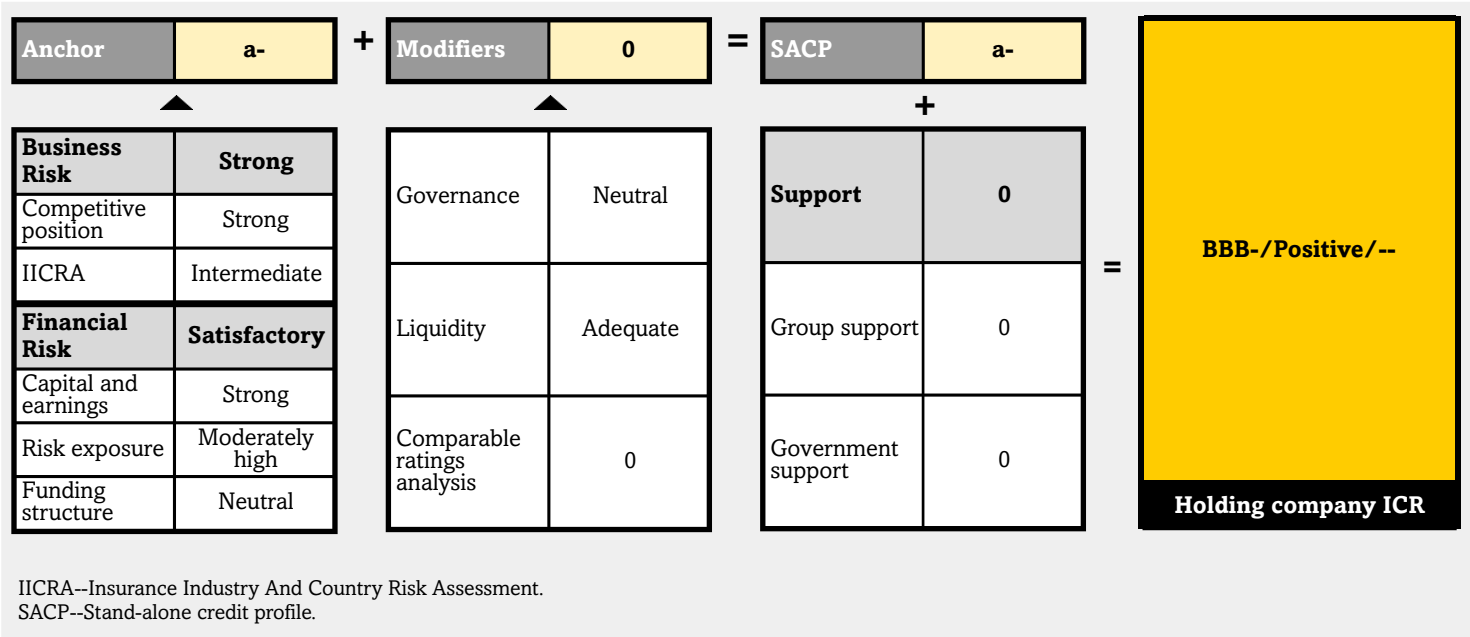 Anchor a- + Modifiers 0 = SACP a-
+
Business
Risk
Strong
Competitive
position
Strong
IICRA Intermediate
Financial
Risk
Satisfactory
Capital and
earnings
Strong
Risk exposure
Moderately
high
Funding
structure
Neutral
Governance Neutral
Liquidity Adequate
Comparable
ratings
analysis
0
Support 0
Group support 0
Government
support
0
=
BBB-/Positive/--
Holding company ICR
IICRA--Insurance Industry And Country Risk Assessment.
SACP--Stand-alone credit profile.